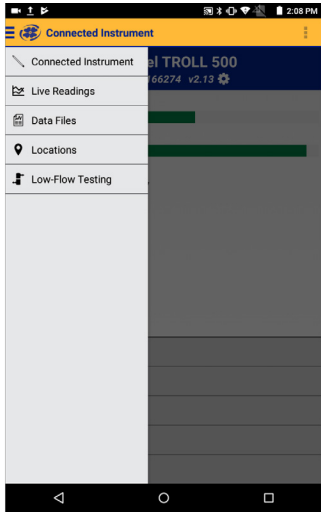 2:08 PM
Connected Instrument
Connected Instrument
el TROLL 500
166274 v2.13
Live Readings
Data Files
Locations
Low-Flow Testing